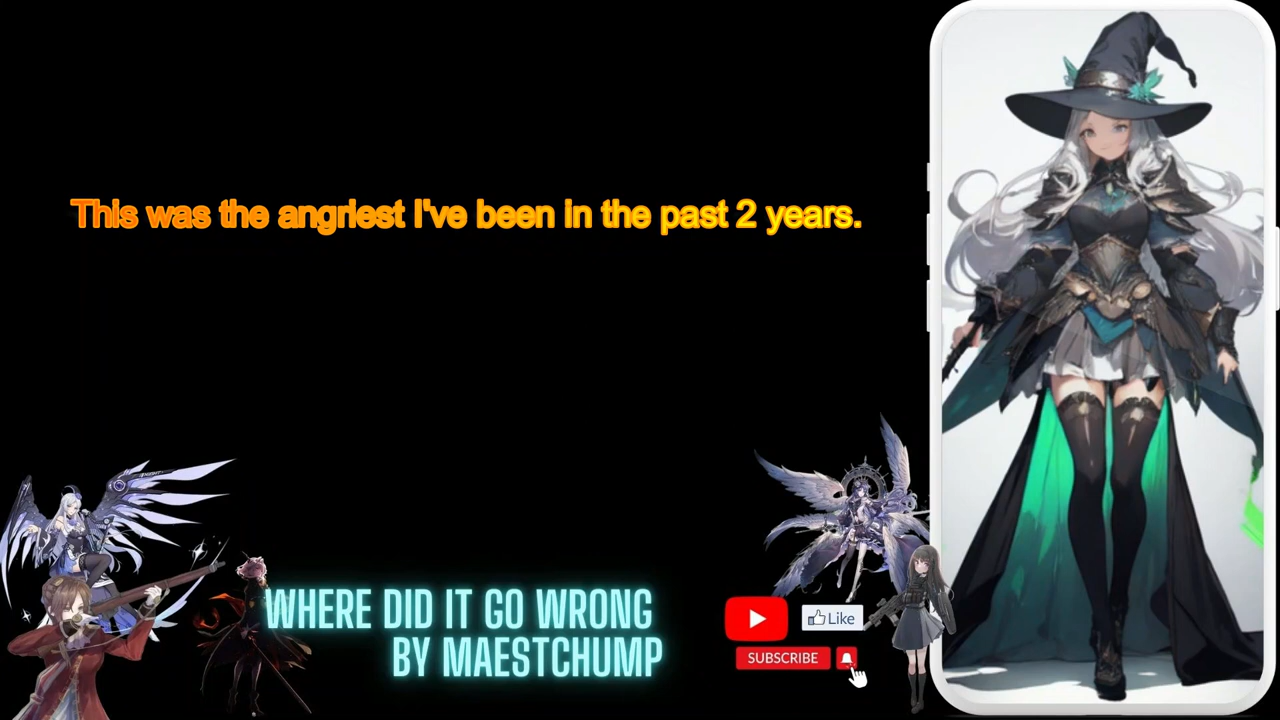 This was the angriest I've been in the past 2 years.
WHERE DID IT GO WRONG
BY MAESTCHUMP
Like
SUBSCRIBE